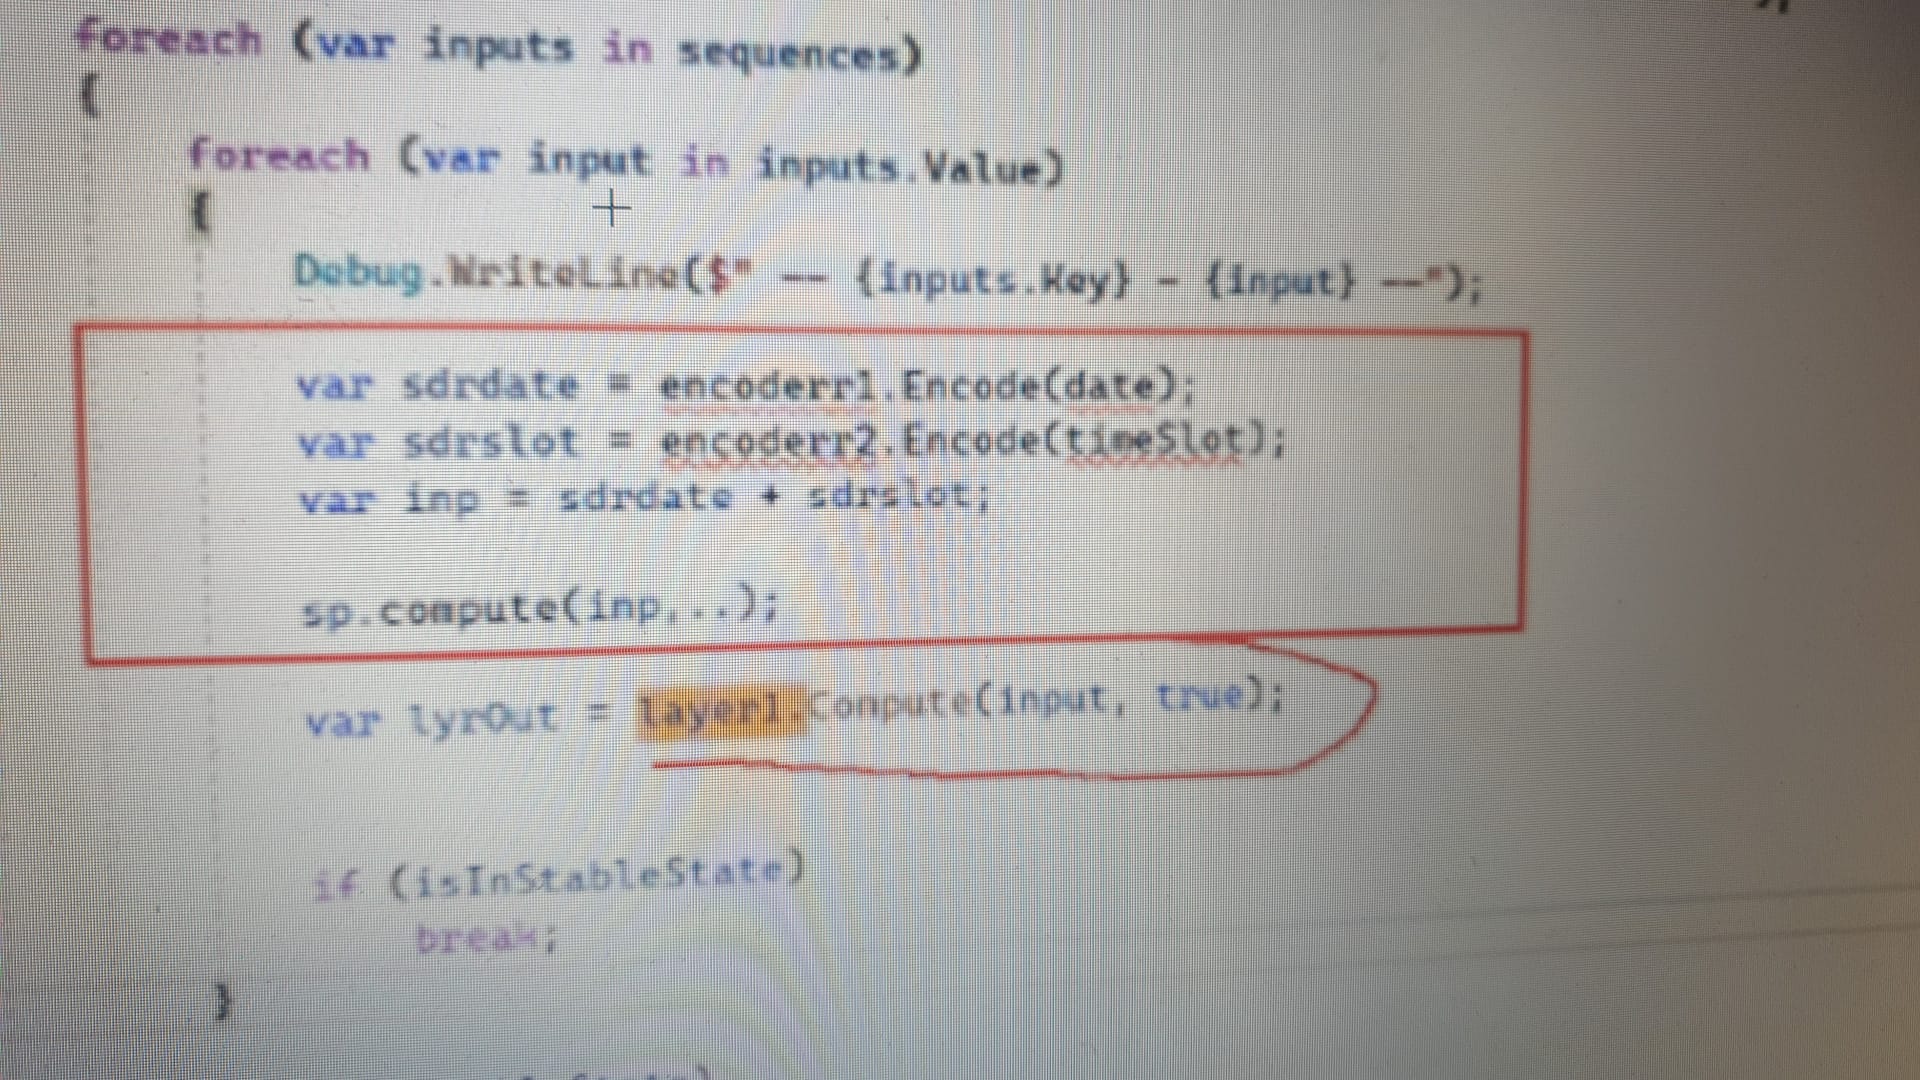 foreach (var inputs in sequences)
{
foreach (var input in inputs.Value)
{
Debug.WriteLine($" -- {inputs.Key} - {input} --");
var sdrdate = encoderr1.Encode(date);
var sdrslot = encoderr2.Encode(timeSlot);
var inp = sdrdate + sdrslot;
sp.compute(inp,..);
var lyrOut = layer1.Compute(input, true);
if (isInStableState)
break;
}